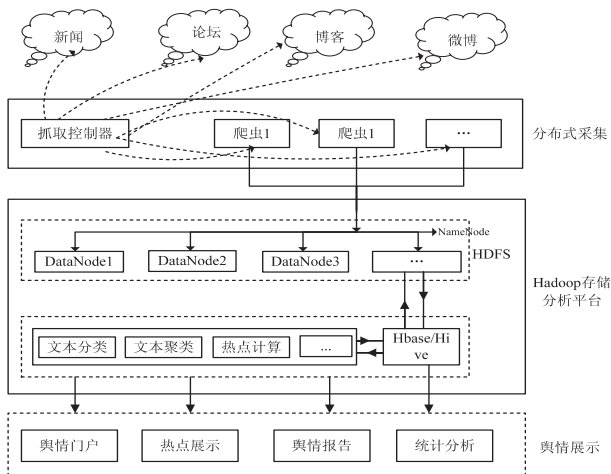 新闻
论坛
博客
微博
抓取控制器
爬虫1
爬虫1
...
分布式采集
NameNode
DataNode1
DataNode2
DataNode3
...
HDFS
Hadoop存储
分析平台
文本分类
文本聚类
热点计算
...
Hbase/Hi
ve
舆情门户
热点展示
舆情报告
统计分析
舆情展示